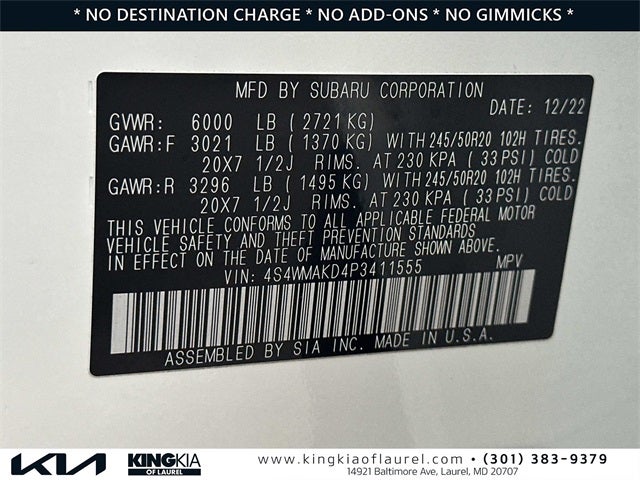 * NO DESTINATION CHARGE * NO ADD-ONS * NO GIMMICKS *
MFD BY SUBARU CORPORATION
DATE: 12/22
GVWR: 6000 LB ( 2721 KG)
GAWR:F 3021 LB ( 1370 KG) WITH 245/50R20 102H TIRES.
20X7 1/2J RIMS. AT 230 KPA ( 33 PSI) COLD
GAWR:R 3296 LB ( 1495 KG) WITH 245/50R20 102H TIRES.
20X7 1/2J RIMS. AT 230 KPA ( 33 PSI) COLD
THIS VEHICLE CONFORMS TO ALL APPLICABLE FEDERAL MOTOR
VEHICLE SAFETY AND THEFT PREVENTION STANDARDS
IN EFFECT ON THE DATE OF MANUFACTURE SHOWN ABOVE.
VIN: 4S4WMAKD4P3411555 MPV
ASSEMBLED BY SIA INC. MADE IN U.S.A.
KIA KING KIA OF LAUREL
www.kingkiaoflaurel.com • (301) 383-9379
14921 Baltimore Ave, Laurel, MD 20707